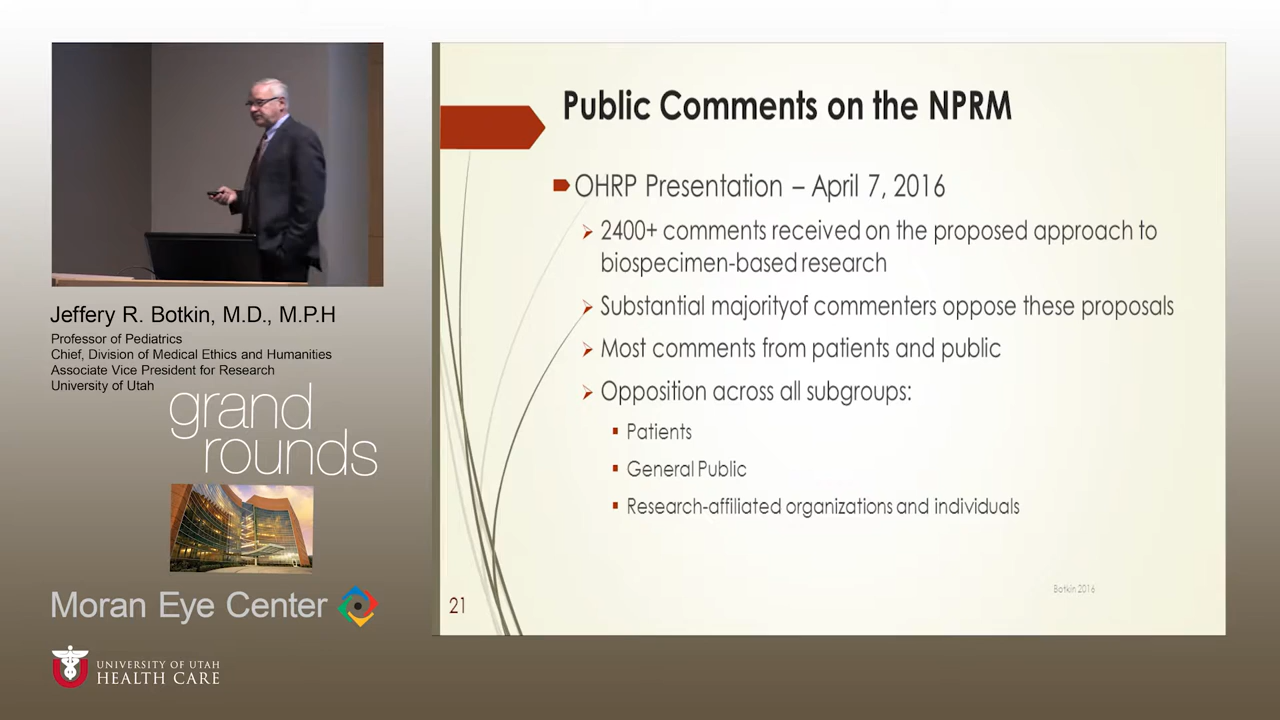 Public Comments on the NPRM
OHRP Presentation – April 7, 2016
2400+ comments received on the proposed approach to
biospecimen-based research
Substantial majorityof commenters oppose these proposals
Most comments from patients and public
Opposition across all subgroups:
Patients
General Public
Research-affiliated organizations and individuals
Botkin 2016
21
Jeffery R. Botkin, M.D., M.P.H
Professor of Pediatrics
Chief, Division of Medical Ethics and Humanities
Associate Vice President for Research
University of Utah
grand
rounds
Moran Eye Center
UNIVERSITY OF UTAH
HEALTH CARE